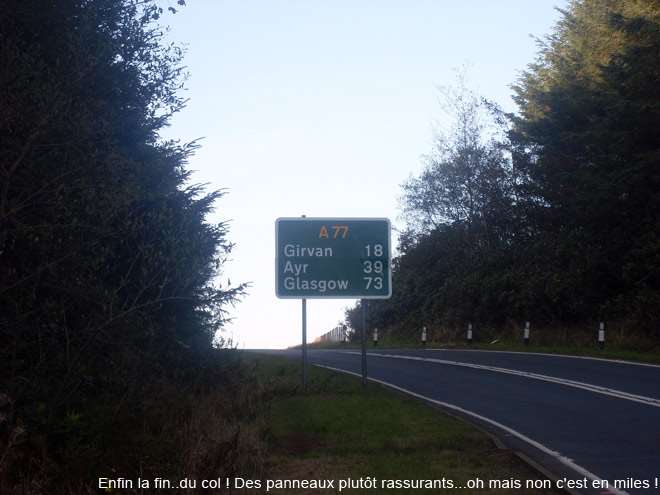 A 77
Girvan 18
Ayr 39
Glasgow 73
Enfin la fin..du col ! Des panneaux plutôt rassurants...oh mais non c'est en miles !